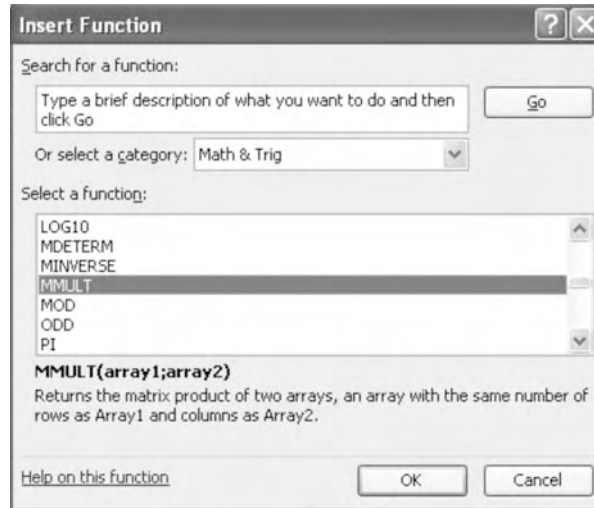 Insert Function
Search for a function:
Type a brief description of what you want to do and then
click Go
Go
Or select a category: Math & Trig
Select a function:
LOG10
MDETERM
MINVERSE
MMULT
MOD
ODD
PI
MMULT(array1;array2)
Returns the matrix product of two arrays, an array with the same number of
rows as Array1 and columns as Array2.
Help on this function
OK
Cancel